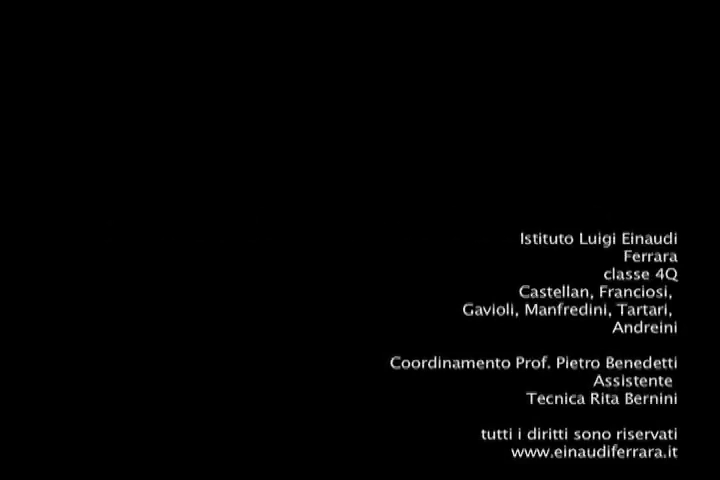 Istituto Luigi Einaudi
Ferrara
classe 4Q
Castellan, Franciosi,
Gavioli, Manfredini, Tartari,
Andreini
Coordinamento Prof. Pietro Benedetti
Assistente
Tecnica Rita Bernini
tutti i diritti sono riservati
www.einaudiferrara.it